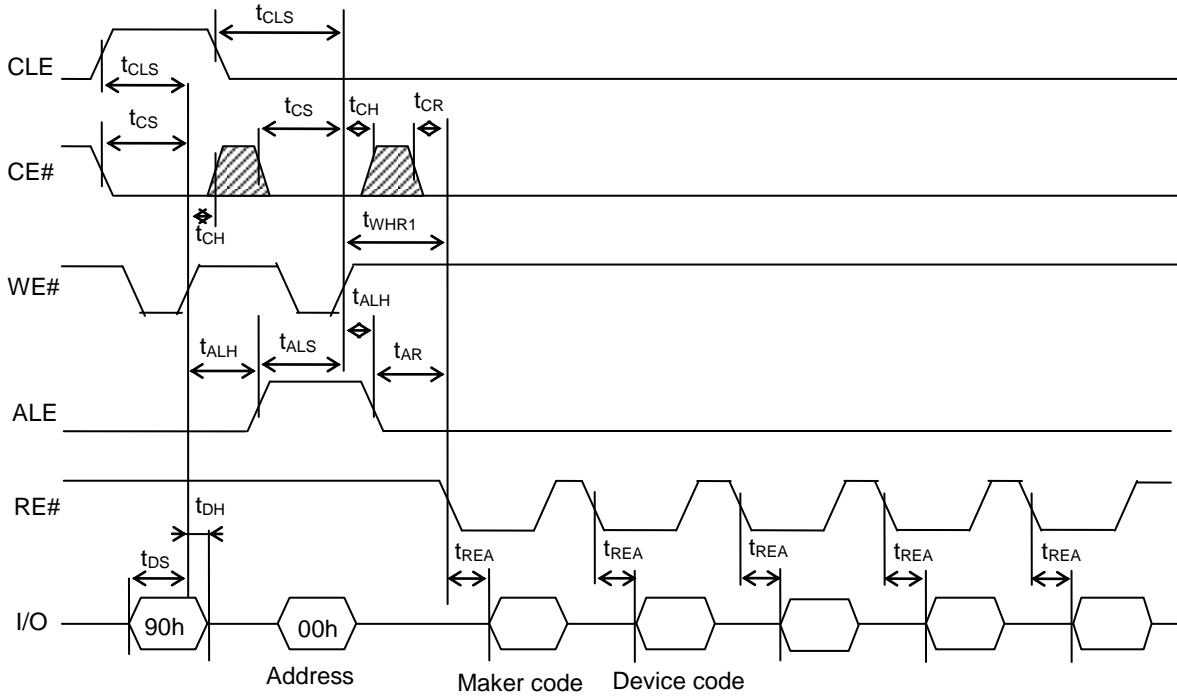 tCLS
CLE
tCLS
tCS
tCH
tCR
tCS
CE#
tCH
tWHR1
WE#
tALH
tALH
tALS
tAR
ALE
RE#
tDH
tDS
tREA
tREA
tREA
tREA
tREA
I/O
90h
00h
Address
Maker code
Device code